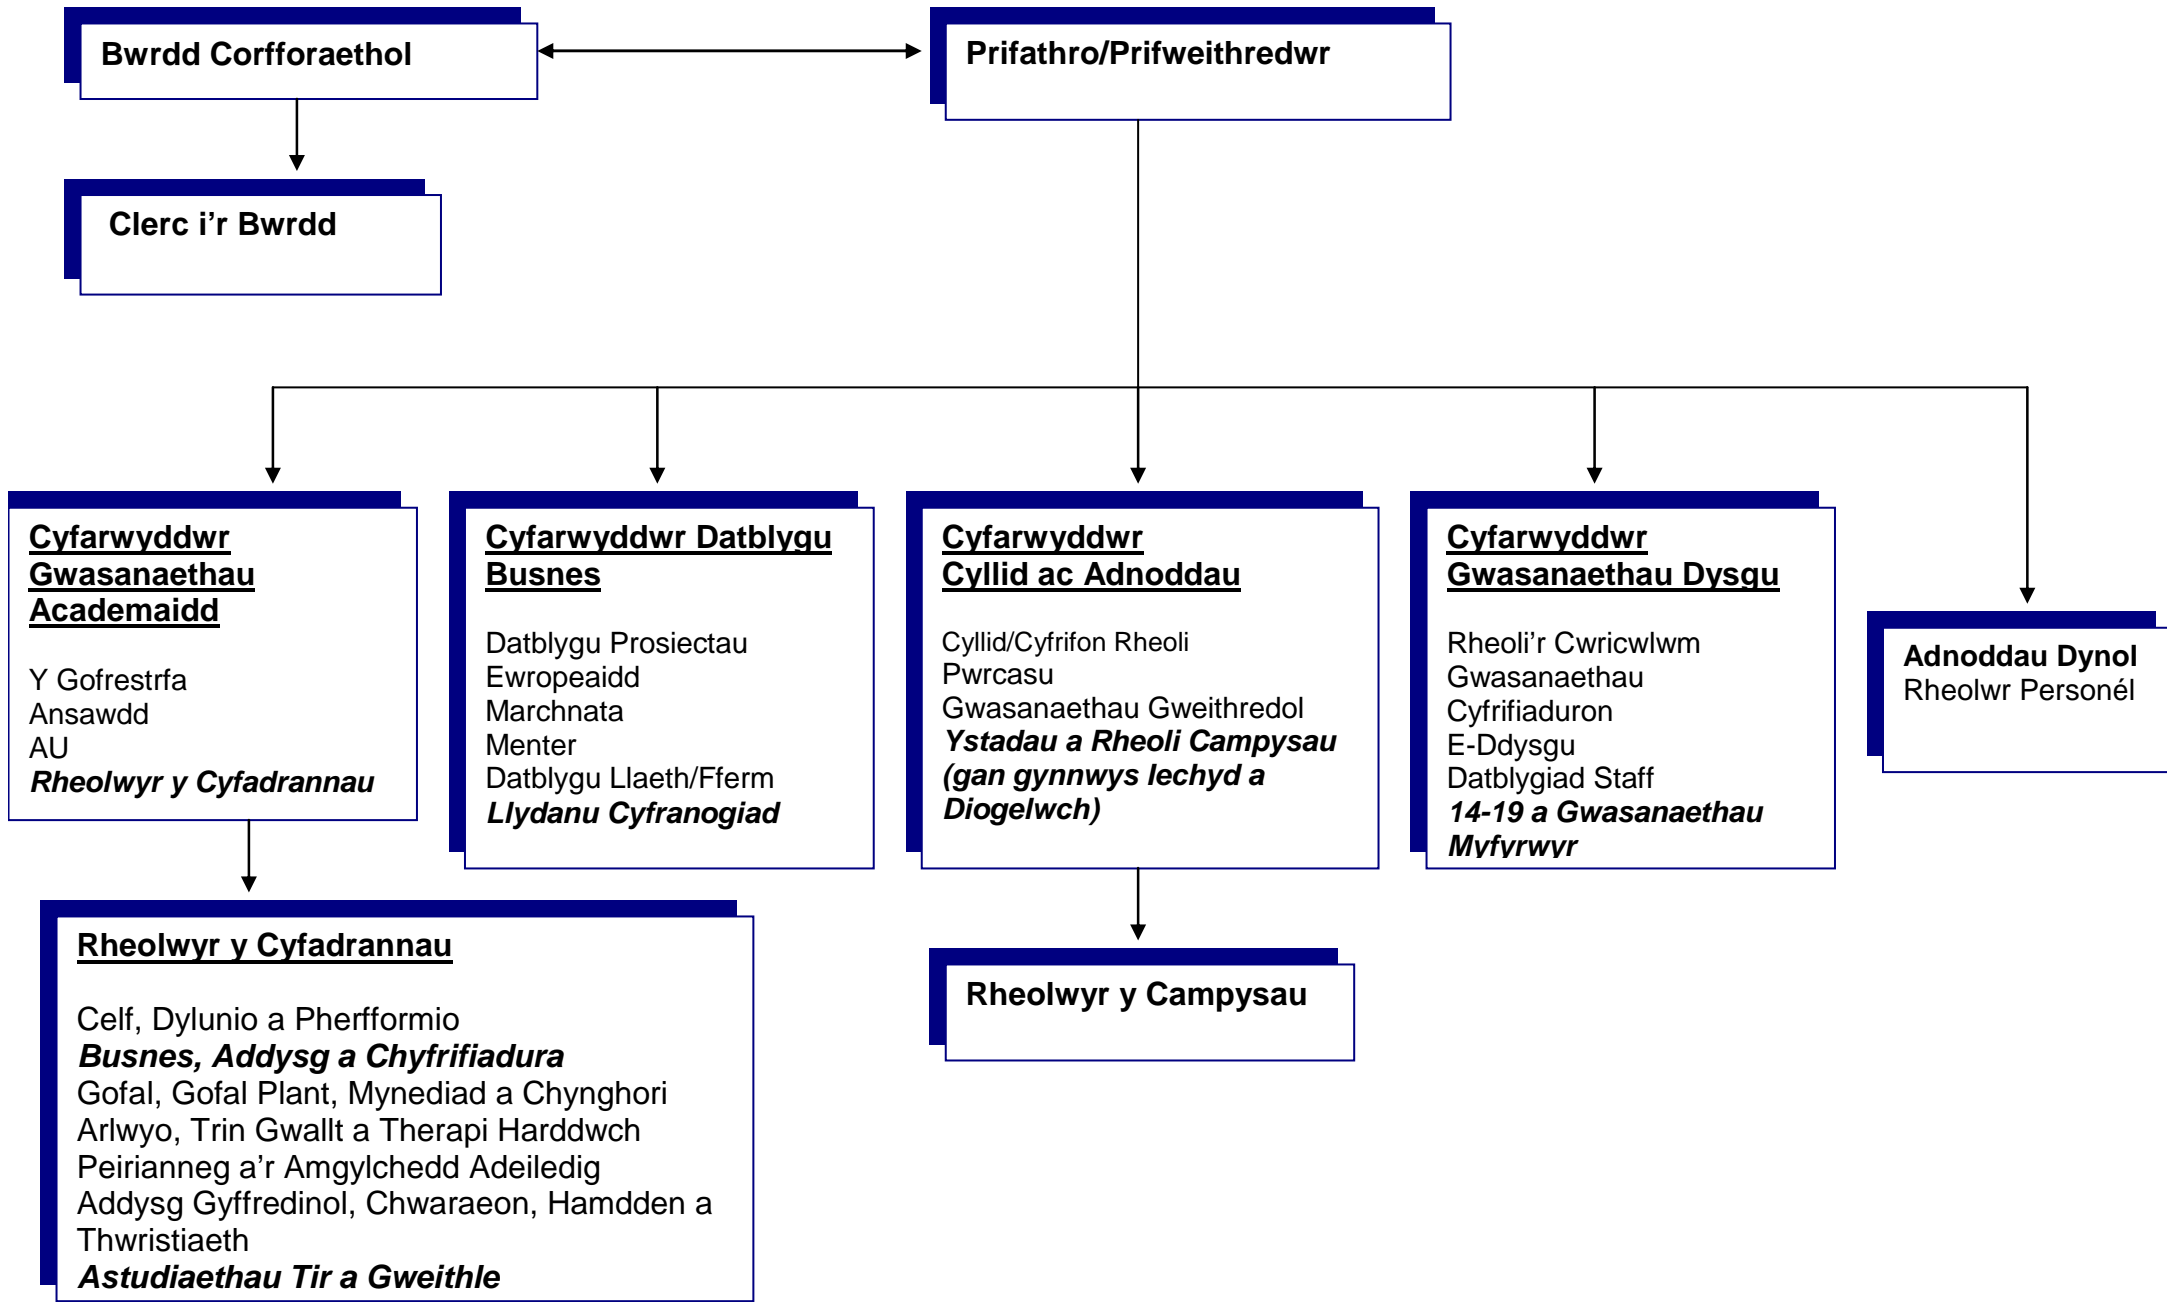 Bwrdd Corfforaethol
Prifathro/Prifweithredwr
Clerc i’r Bwrdd
Cyfarwyddwr
Gwasanaethau
Academaidd
Y Gofrestrfa
Ansawdd
AU
Rheolwyr y Cyfadrannau
Cyfarwyddwr Datblygu
Busnes
Datblygu Prosiectau
Ewropeaidd
Marchnata
Menter
Datblygu Llaeth/Fferm
Llydanu Cyfranogiad
Cyfarwyddwr
Cyllid ac Adnoddau
Cyllid/Cyfrifon Rheoli
Pwrcasu
Gwasanaethau Gweithredol
Ystadau a Rheoli Campysau
(gan gynnwys Iechyd a
Diogelwch)
Cyfarwyddwr
Gwasanaethau Dysgu
Rheoli’r Cwricwlwm
Gwasanaethau
Cyfrifiaduron
E-Ddysgu
Datblygiad Staff
14-19 a Gwasanaethau
Myfyrwyr
Adnoddau Dynol
Rheolwr Personél
Rheolwyr y Cyfadrannau
Celf, Dylunio a Pherfformio
Busnes, Addysg a Chyfrifiadura
Gofal, Gofal Plant, Mynediad a Chynghori
Arlwyo, Trin Gwallt a Therapi Harddwch
Peirianneg a’r Amgylchedd Adeiledig
Addysg Gyffredinol, Chwaraeon, Hamdden a
Thwristiaeth
Astudiaethau Tir a Gweithle
Rheolwyr y Campysau